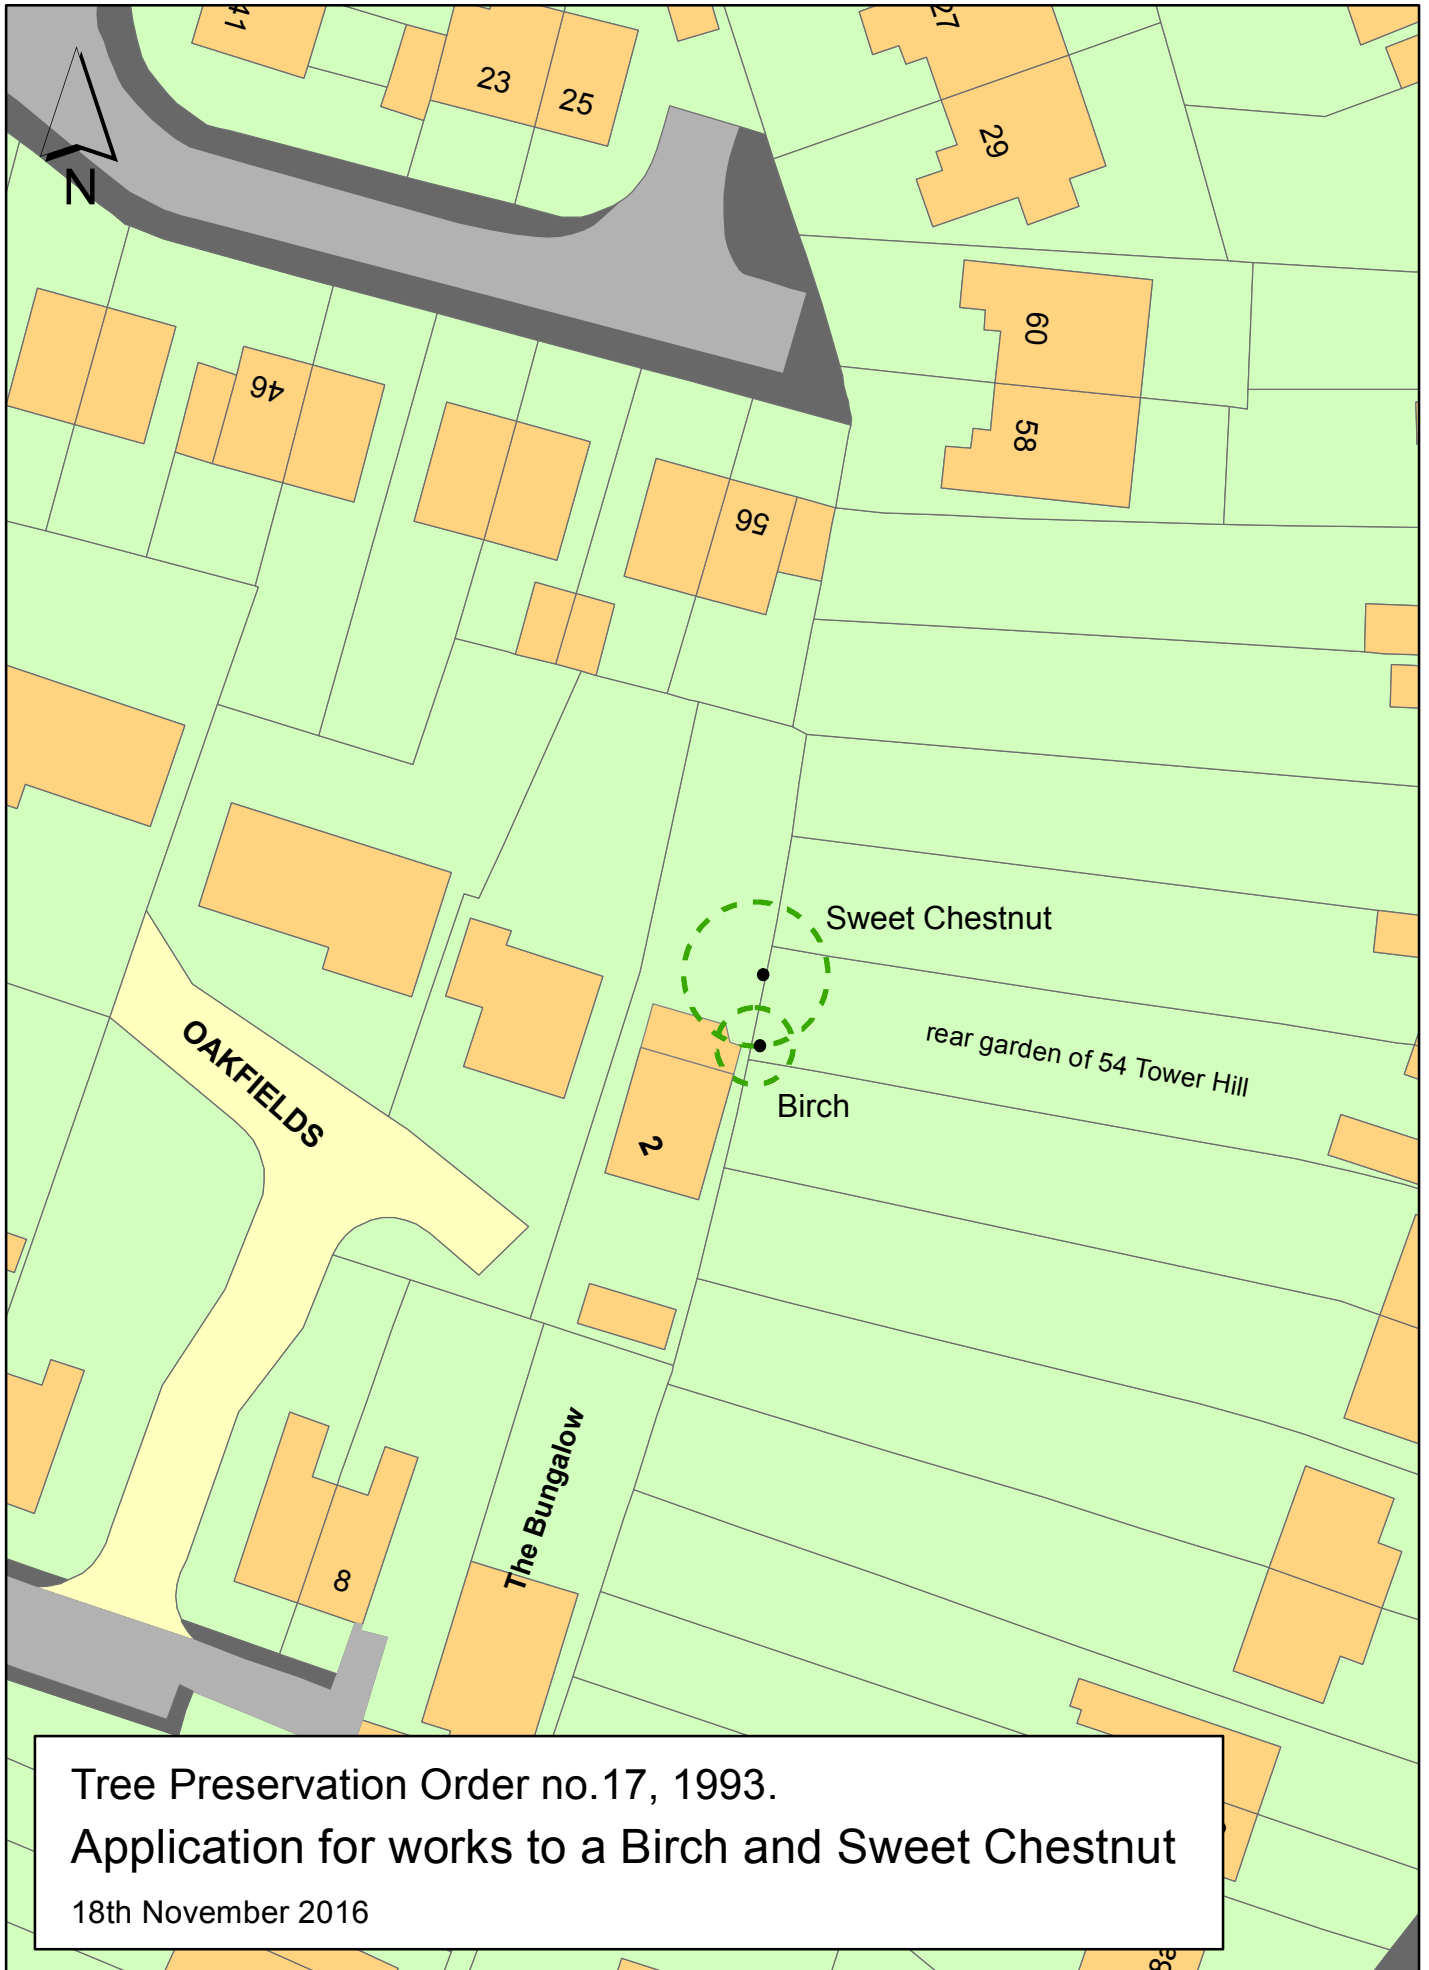 41
23
25
27
29
N
60
46
58
56
Sweet Chestnut
OAKFIELDS
rear garden of 54 Tower Hill
Birch
2
The Bungalow
8
Tree Preservation Order no.17, 1993.
Application for works to a Birch and Sweet Chestnut
18th November 2016
8a